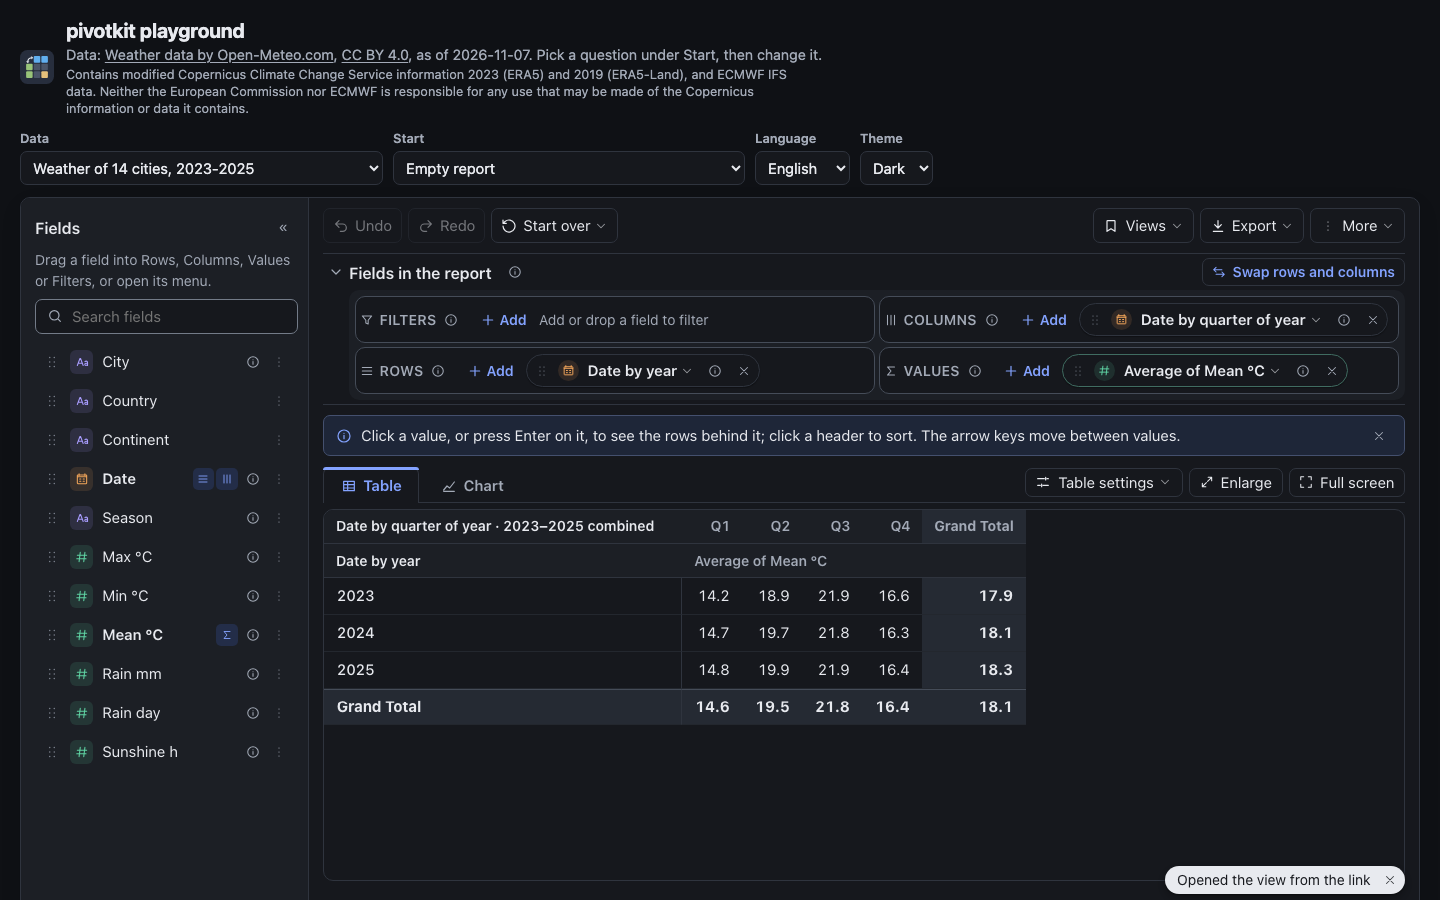 pivotkit playground
Data: Weather data by Open-Meteo.com, CC BY 4.0, as of 2026-11-07. Pick a question under Start, then change it.
Contains modified Copernicus Climate Change Service information 2023 (ERA5) and 2019 (ERA5-Land), and ECMWF IFS
data. Neither the European Commission nor ECMWF is responsible for any use that may be made of the Copernicus
information or data it contains.
Data Start Language Theme
Weather of 14 cities, 2023-2025 Empty report English Dark
Fields «
Drag a field into Rows, Columns, Values
or Filters, or open its menu.
Search fields
Aa City
Aa Country
Aa Continent
Date
Aa Season
# Max °C
# Min °C
# Mean °C Σ
# Rain mm
# Rain day
# Sunshine h
Undo Redo Start over Views Export More
Fields in the report Swap rows and columns
FILTERS + Add Add or drop a field to filter
COLUMNS + Add Date by quarter of year
ROWS + Add Date by year
Σ VALUES + Add # Average of Mean °C
Click a value, or press Enter on it, to see the rows behind it; click a header to sort. The arrow keys move between values.
Table Chart Table settings Enlarge Full screen
Date by quarter of year · 2023–2025 combined Q1 Q2 Q3 Q4 Grand Total
Date by year Average of Mean °C
2023 14.2 18.9 21.9 16.6 17.9
2024 14.7 19.7 21.8 16.3 18.1
2025 14.8 19.9 21.9 16.4 18.3
Grand Total 14.6 19.5 21.8 16.4 18.1
Opened the view from the link